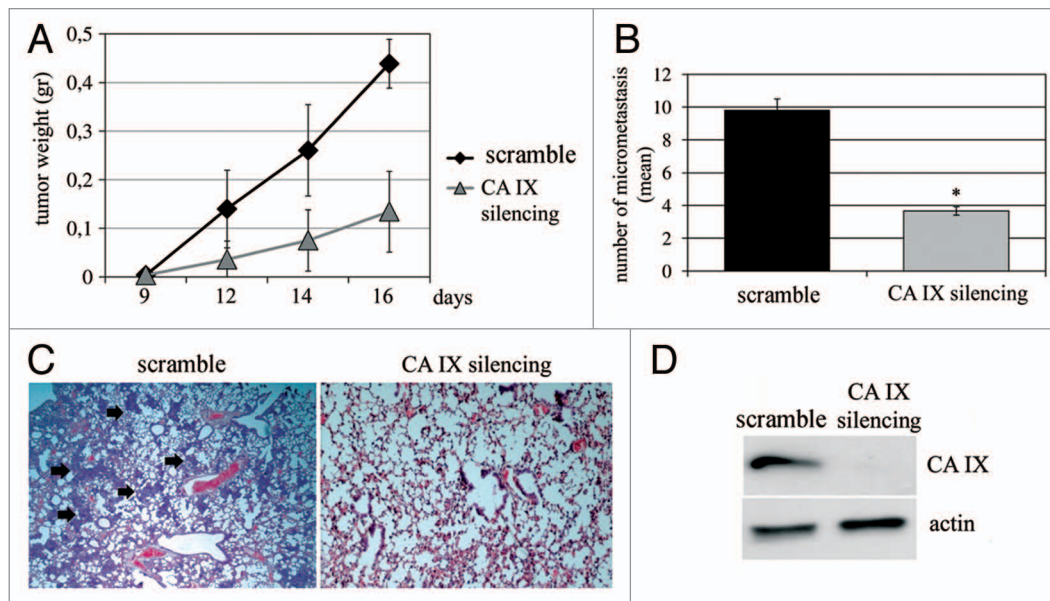 A
tumor weight (gr)
0,5
0,4
0,3
0,2
0,1
0
9
12
14
16
days
scramble
CA IX
silencing
B
number of micrometastasis
(mean)
12
10
8
6
4
2
0
*
scramble
CA IX silencing
C
scramble
CA IX silencing
D
scramble
CA IX
silencing
CA IX
actin